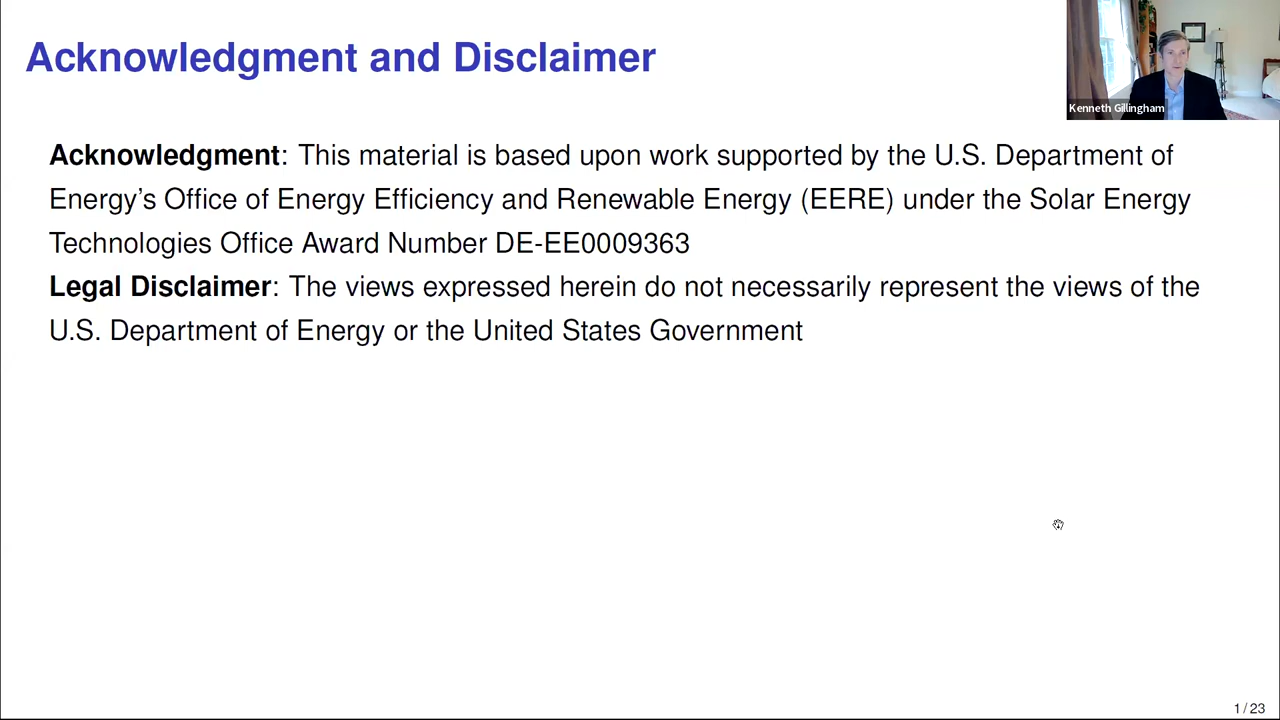 Acknowledgment and Disclaimer
Kenneth Gillingham
Acknowledgment: This material is based upon work supported by the U.S. Department of
Energy’s Office of Energy Efficiency and Renewable Energy (EERE) under the Solar Energy
Technologies Office Award Number DE-EE0009363
Legal Disclaimer: The views expressed herein do not necessarily represent the views of the
U.S. Department of Energy or the United States Government
1 / 23